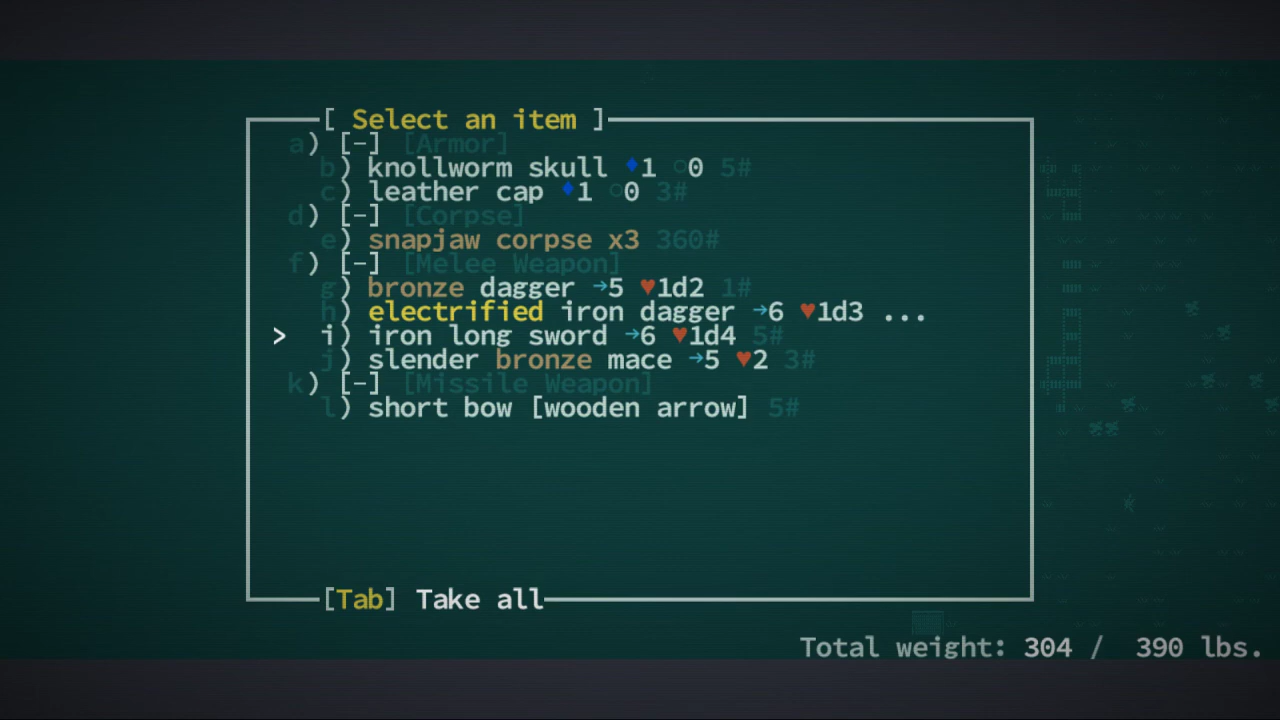 [ Select an item ]
a) [-] [Armor]
b) knollworm skull ♦1 ○0 5#
c) leather cap ♦1 ○0 3#
d) [-] [Corpse]
e) snapjaw corpse x3 360#
f) [-] [Melee Weapon]
g) bronze dagger →5 ♥1d2 1#
h) electrified iron dagger →6 ♥1d3 ...
> i) iron long sword →6 ♥1d4 5#
j) slender bronze mace →5 ♥2 3#
k) [-] [Missile Weapon]
l) short bow [wooden arrow] 5#
[Tab] Take all
Total weight: 304 / 390 lbs.